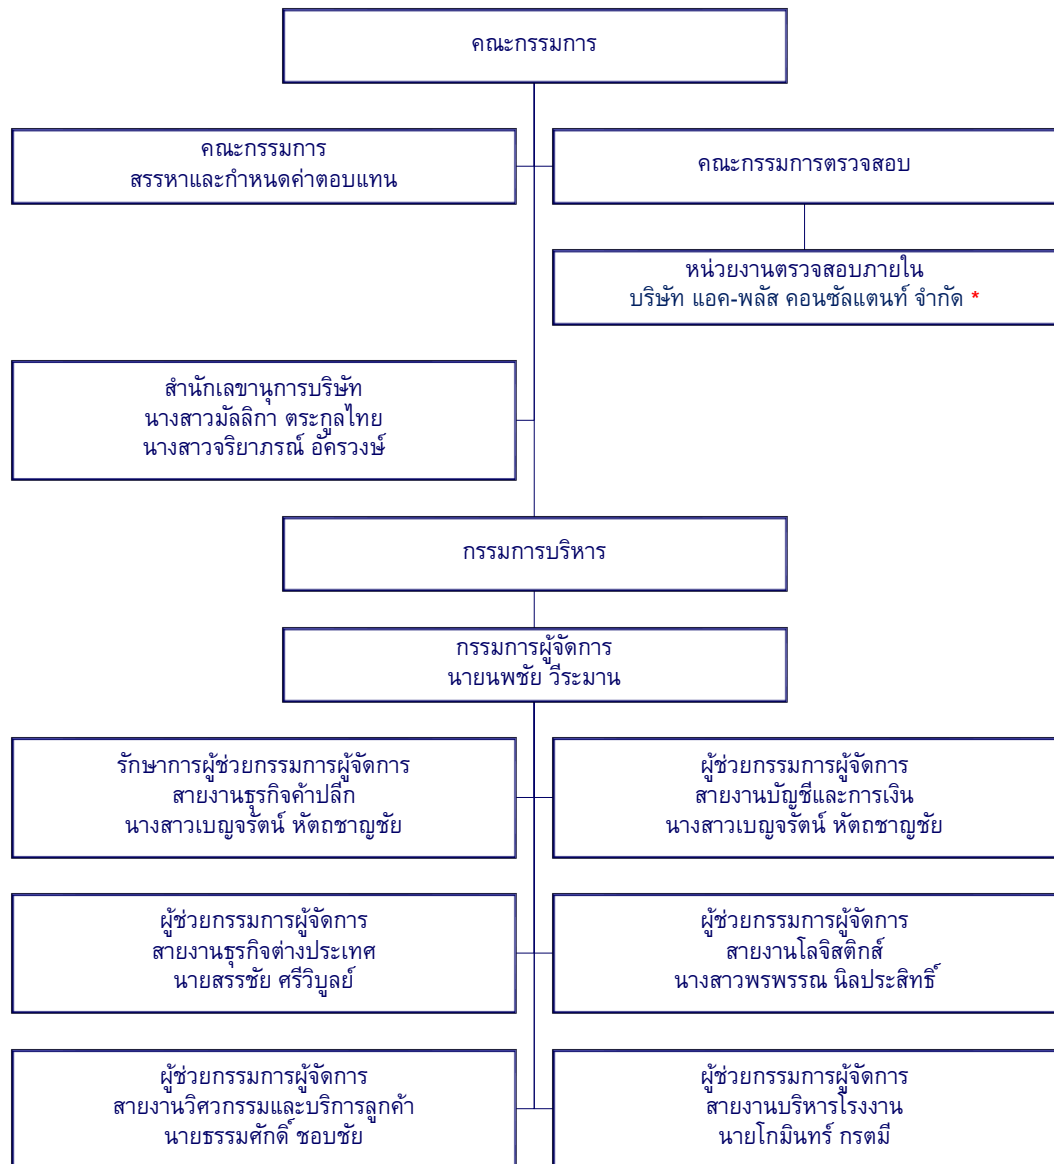 คณะกรรมการ
คณะกรรมการ
สรรหาและกำหนดค่าตอบแทน
คณะกรรมการตรวจสอบ
หน่วยงานตรวจสอบภายใน
บริษัท แอค-พลัส คอนซัลแตนท์ จำกัด *
สำนักเลขานุการบริษัท
นางสาวมัลลิกา ตระกูลไทย
นางสาวจริยาภรณ์ อัครวงษ์
กรรมการบริหาร
กรรมการผู้จัดการ
นายนพชัย วีระมาน
รักษาการผู้ช่วยกรรมการผู้จัดการ
สายงานธุรกิจค้าปลีก
นางสาวเบญจรัตน์ หัตถชาญชัย
ผู้ช่วยกรรมการผู้จัดการ
สายงานบัญชีและการเงิน
นางสาวเบญจรัตน์ หัตถชาญชัย
ผู้ช่วยกรรมการผู้จัดการ
สายงานธุรกิจต่างประเทศ
นายสรรชัย ศรีวิบูลย์
ผู้ช่วยกรรมการผู้จัดการ
สายงานโลจิสติกส์
นางสาวพรพรรณ นิลประสิทธิ์
ผู้ช่วยกรรมการผู้จัดการ
สายงานวิศวกรรมและบริการลูกค้า
นายธรรมศักดิ์ ชอบชัย
ผู้ช่วยกรรมการผู้จัดการ
สายงานบริหารโรงงาน
นายโกมินทร์ กรตมี